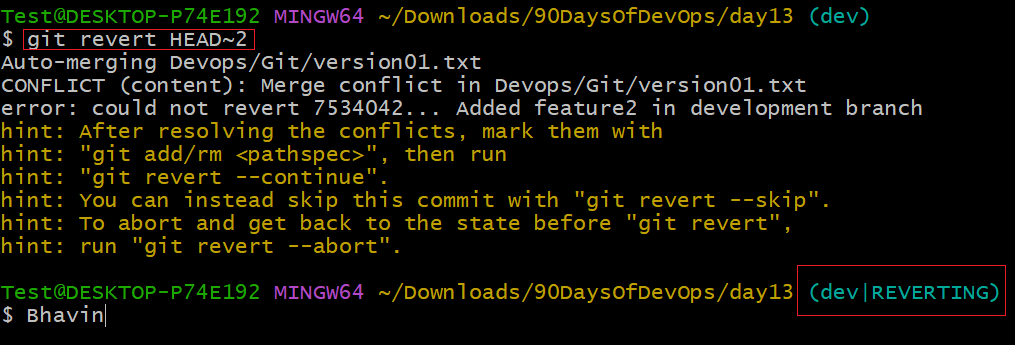 Test@DESKTOP-P74E192 MINGW64 ~/Downloads/90DaysOfDevOps/day13 (dev)
$ git revert HEAD~2
Auto-merging Devops/Git/version01.txt
CONFLICT (content): Merge conflict in Devops/Git/version01.txt
error: could not revert 7534042... Added feature2 in development branch
hint: After resolving the conflicts, mark them with
hint: "git add/rm <pathspec>", then run
hint: "git revert --continue".
hint: You can instead skip this commit with "git revert --skip".
hint: To abort and get back to the state before "git revert",
hint: run "git revert --abort".
Test@DESKTOP-P74E192 MINGW64 ~/Downloads/90DaysOfDevOps/day13 (dev|REVERTING)
$ Bhavin